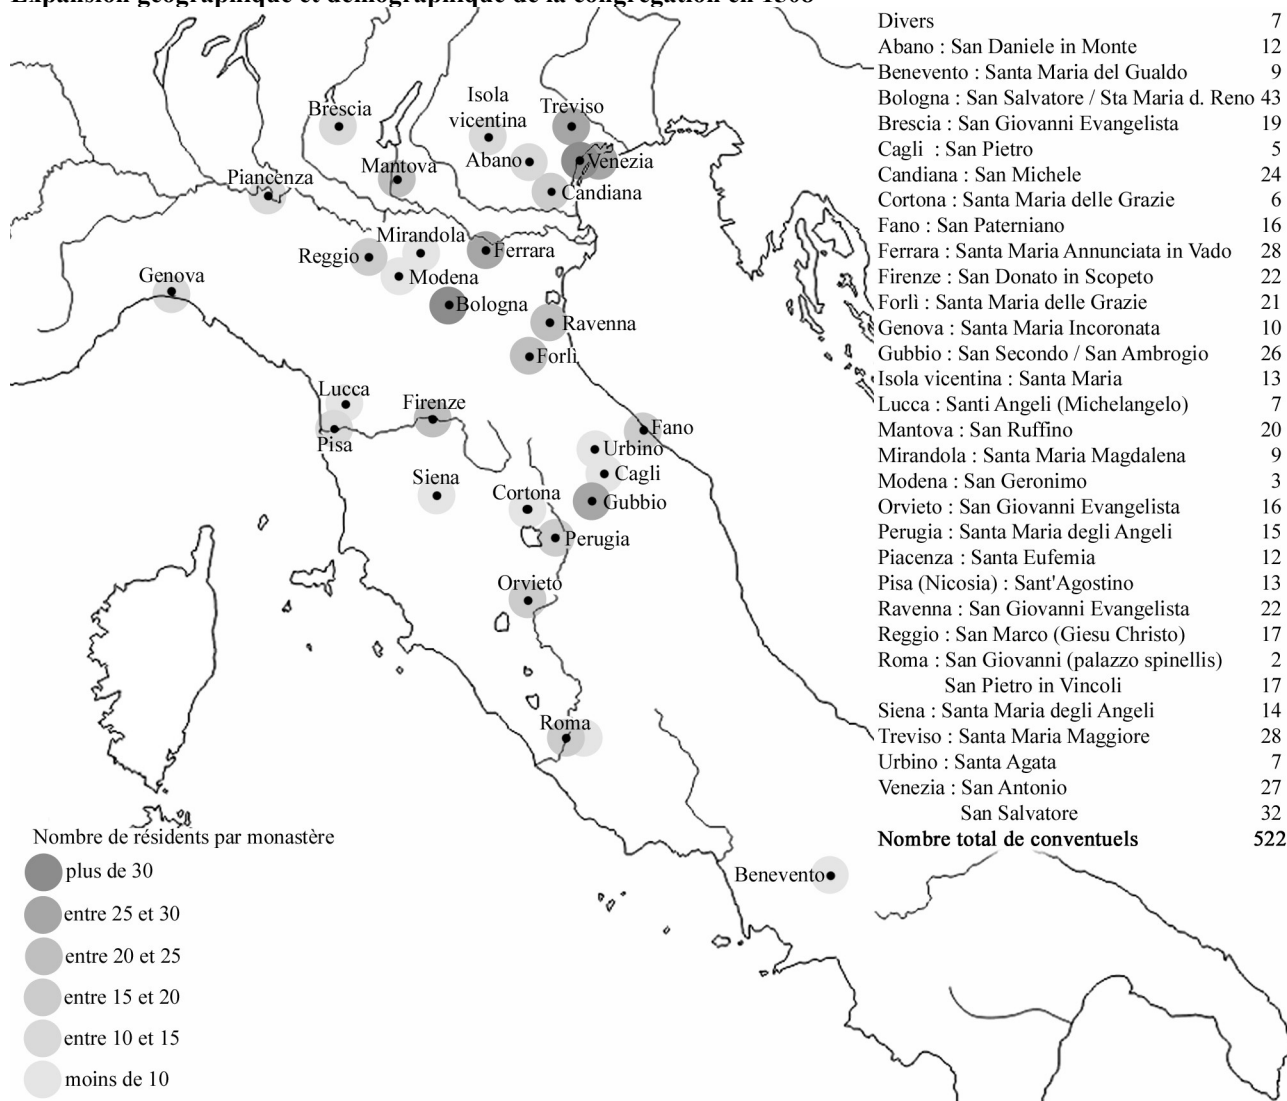 Expansion géographique et démographique de la congrégation en 1508
Divers 7
Abano : San Daniele in Monte 12
Benevento : Santa Maria del Gualdo 9
Bologna : San Salvatore / Sta Maria d. Reno 43
Brescia : San Giovanni Evangelista 19
Cagli : San Pietro 5
Candiana : San Michele 24
Cortona : Santa Maria delle Grazie 6
Fano : San Paterniano 16
Ferrara : Santa Maria Annunciata in Vado 28
Firenze : San Donato in Scopeto 22
Forlì : Santa Maria delle Grazie 21
Genova : Santa Maria Incoronata 10
Gubbio : San Secondo / San Ambrogio 26
Isola vicentina : Santa Maria 13
Lucca : Santi Angeli (Michelangelo) 7
Mantova : San Ruffino 20
Mirandola : Santa Maria Magdalena 9
Modena : San Geronimo 3
Orvieto : San Giovanni Evangelista 16
Perugia : Santa Maria degli Angeli 15
Piacenza : Santa Eufemia 12
Pisa (Nicosia) : Sant'Agostino 13
Ravenna : San Giovanni Evangelista 22
Reggio : San Marco (Giesu Christo) 17
Roma : San Giovanni (palazzo spinellis) 2
San Pietro in Vincoli 17
Siena : Santa Maria degli Angeli 14
Treviso : Santa Maria Maggiore 28
Urbino : Santa Agata 7
Venezia : San Antonio 27
San Salvatore 32
Nombre total de conventuels 522
Brescia
Isola
vicentina
Treviso
Abano
Venezia
Mantova
Piancenza
Candiana
Mirandola
Reggio
Ferrara
Modena
Genova
Bologna
Ravenna
Forlì
Lucca
Firenze
Pisa
Fano
Urbino
Cagli
Siena
Cortona
Gubbio
Perugia
Orvieto
Roma
Benevento
Nombre de résidents par monastère
plus de 30
entre 25 et 30
entre 20 et 25
entre 15 et 20
entre 10 et 15
moins de 10